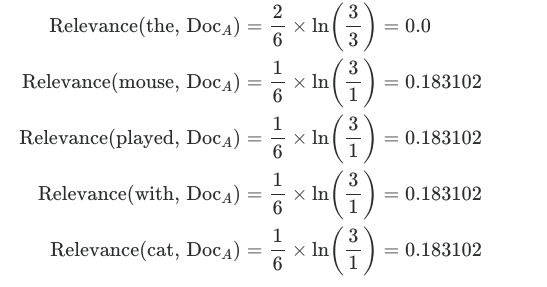 Relevance(the, Doc_A) = 2/6 × ln(3/3) = 0.0
Relevance(mouse, Doc_A) = 1/6 × ln(3/1) = 0.183102
Relevance(played, Doc_A) = 1/6 × ln(3/1) = 0.183102
Relevance(with, Doc_A) = 1/6 × ln(3/1) = 0.183102
Relevance(cat, Doc_A) = 1/6 × ln(3/1) = 0.183102